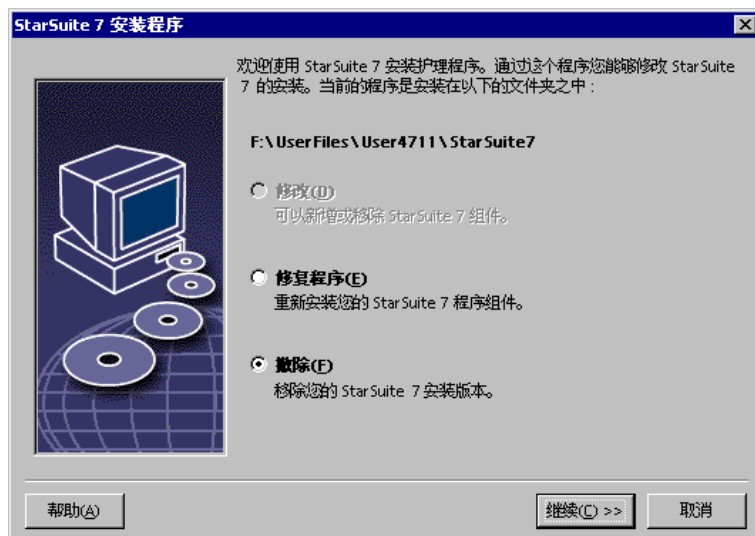 StarSuite 7 安装程序
欢迎使用 StarSuite 7 安装护理程序。通过这个程序您能够修改 StarSuite
7 的安装。当前的程序是安装在以下的文件夹之中：
F:\UserFiles\User4711\StarSuite7
修改(D)
可以新增或移除 StarSuite 7 组件。
修复程序(E)
重新安装您的 StarSuite 7 程序组件。
撤除(F)
移除您的 StarSuite 7 安装版本。
帮助(A)
继续(C) >>
取消